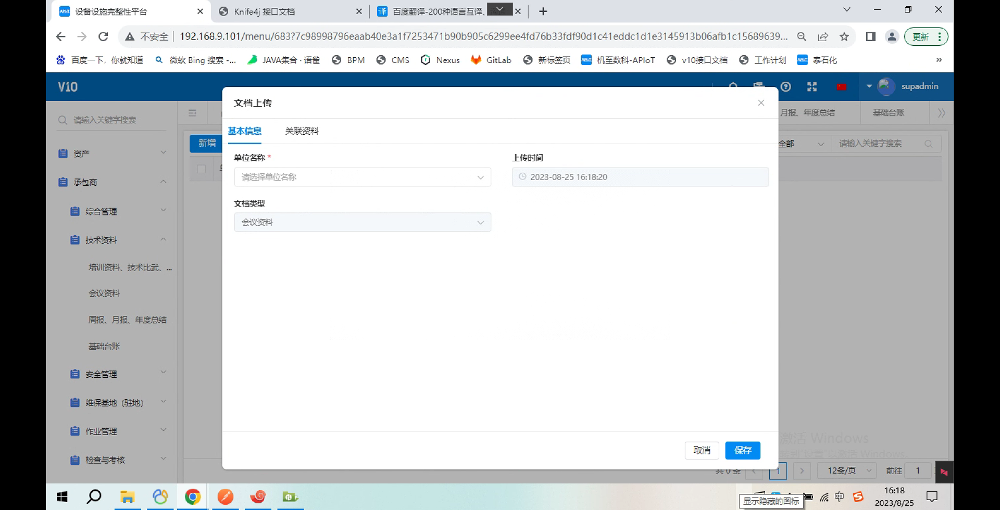 设备设施完整性平台
Knife4j 接口文档
百度翻译-200种语言互译、
不安全
192.168.9.101/menu/683?7c98998796eaab40e3a1f7253471b90b905c6299ee4fd76b33fdf90d1c41eddc1d1e3145913b06afb1c15689639...
更新
百度一下，你就知道
微软 Bing 搜索 -...
JAVA集合 · 语雀
BPM
CMS
Nexus
GitLab
新标签页
机至数科-APIoT
v10接口文档
工作计划
泰石化
V10
supadmin
请输入关键字搜索
资产
承包商
综合管理
技术资料
培训资料、技术比武、...
会议资料
周报、月报、年度总结
基础台账
安全管理
维保基地（驻地）
作业管理
检查与考核
月报、年度总结
基础台账
新增
全部
请输入关键字搜索
文档上传
基本信息
关联资料
单位名称 *
请选择单位名称
上传时间
2023-08-25 16:18:20
文档类型
会议资料
取消
保存
激活 Windows
转到"设置"以激活 Windows。
共 0 条
1
12条/页
前往
1
显示隐藏的图标
中
16:18
2023/8/25